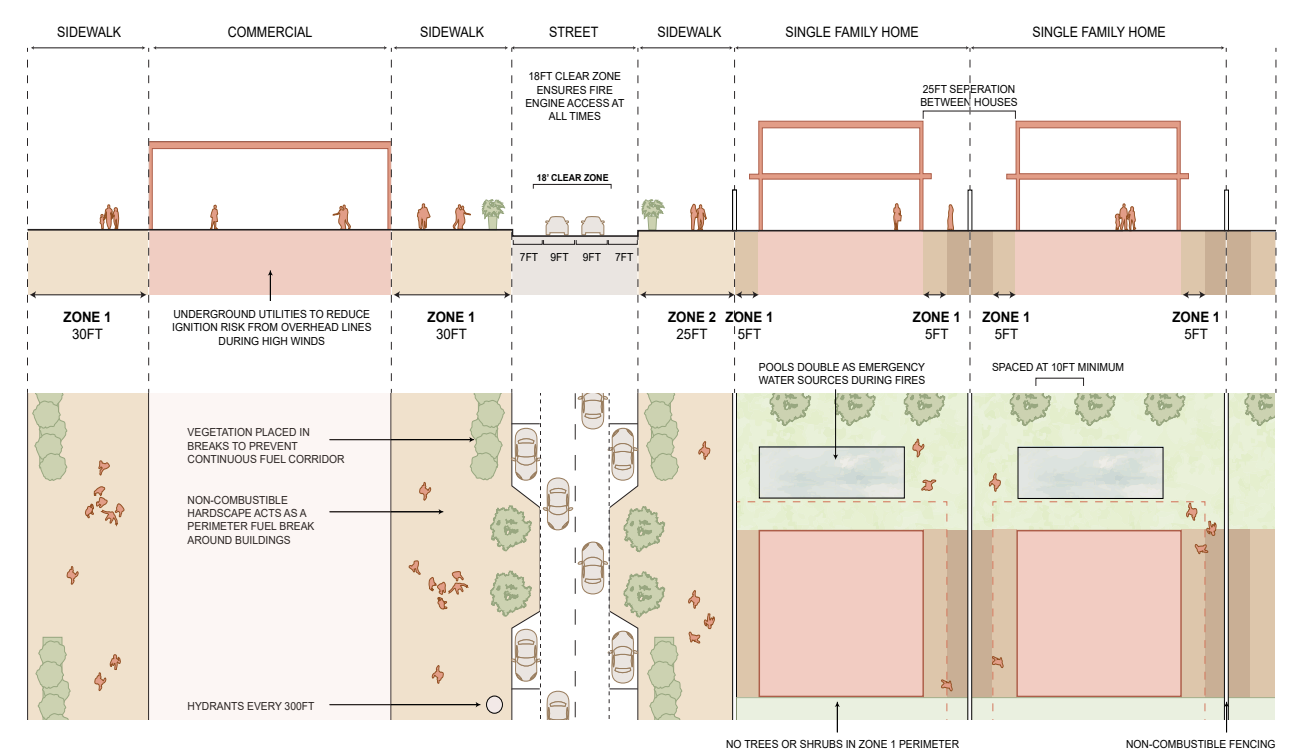 SIDEWALK
COMMERCIAL
SIDEWALK
STREET
SIDEWALK
SINGLE FAMILY HOME
SINGLE FAMILY HOME
18FT CLEAR ZONE
ENSURES FIRE
ENGINE ACCESS AT
ALL TIMES
25FT SEPERATION
BETWEEN HOUSES
18' CLEAR ZONE
7FT
9FT
9FT
7FT
ZONE 1
30FT
UNDERGROUND UTILITIES TO REDUCE
IGNITION RISK FROM OVERHEAD LINES
DURING HIGH WINDS
ZONE 1
30FT
ZONE 2
25FT
ZONE 1
5FT
ZONE 1
5FT
ZONE 1
5FT
ZONE 1
5FT
POOLS DOUBLE AS EMERGENCY
WATER SOURCES DURING FIRES
SPACED AT 10FT MINIMUM
VEGETATION PLACED IN
BREAKS TO PREVENT
CONTINUOUS FUEL CORRIDOR
NON-COMBUSTIBLE
HARDSCAPE ACTS AS A
PERIMETER FUEL BREAK
AROUND BUILDINGS
HYDRANTS EVERY 300FT
NO TREES OR SHRUBS IN ZONE 1 PERIMETER
NON-COMBUSTIBLE FENCING